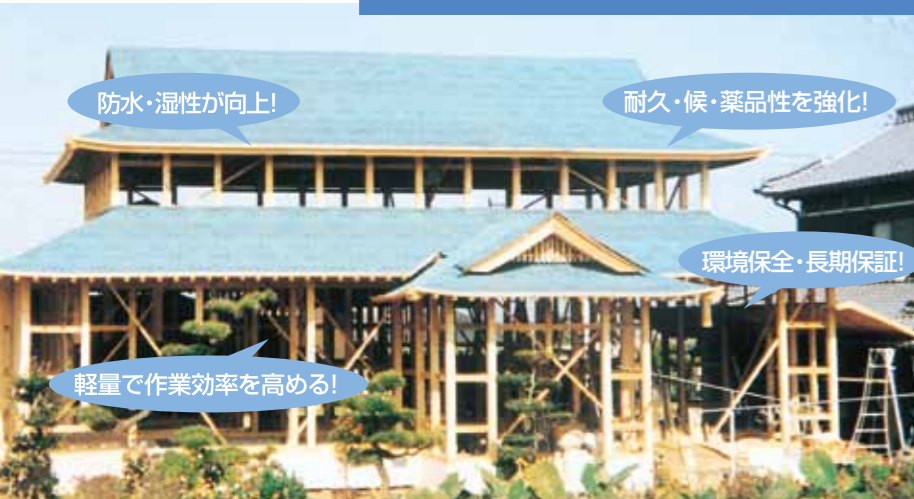 防水・湿性が向上!
耐久・候・薬品性を強化!
環境保全・長期保証!
軽量で作業効率を高める!